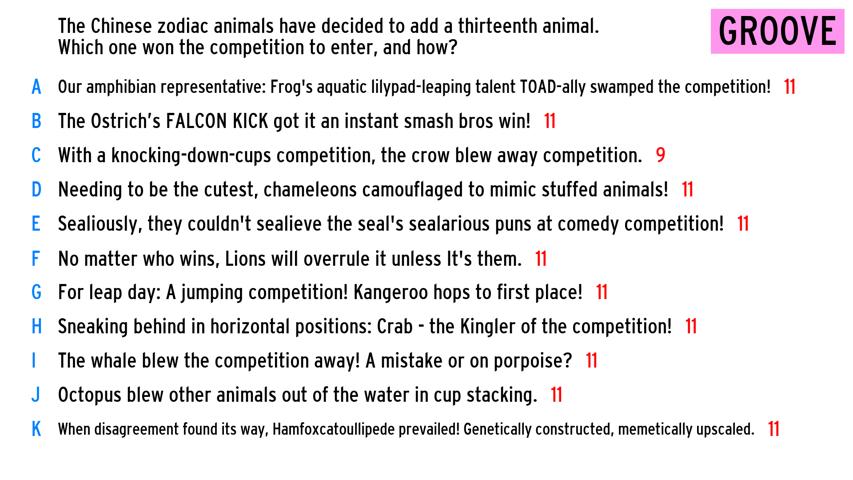 The Chinese zodiac animals have decided to add a thirteenth animal.
Which one won the competition to enter, and how?
GROOVE
A Our amphibian representative: Frog's aquatic lilypad-leaping talent TOAD-ally swamped the competition! 11
B The Ostrich's FALCON KICK got it an instant smash bros win! 11
C With a knocking-down-cups competition, the crow blew away competition. 9
D Needing to be the cutest, chameleons camouflaged to mimic stuffed animals! 11
E Sealiously, they couldn't sealieve the seal's sealarious puns at comedy competition! 11
F No matter who wins, Lions will overrule it unless It's them. 11
G For leap day: A jumping competition! Kangeroo hops to first place! 11
H Sneaking behind in horizontal positions: Crab - the Kingler of the competition! 11
I The whale blew the competition away! A mistake or on porpoise? 11
J Octopus blew other animals out of the water in cup stacking. 11
K When disagreement found its way, Hamfoxcatoullipede prevailed! Genetically constructed, memetically upscaled. 11